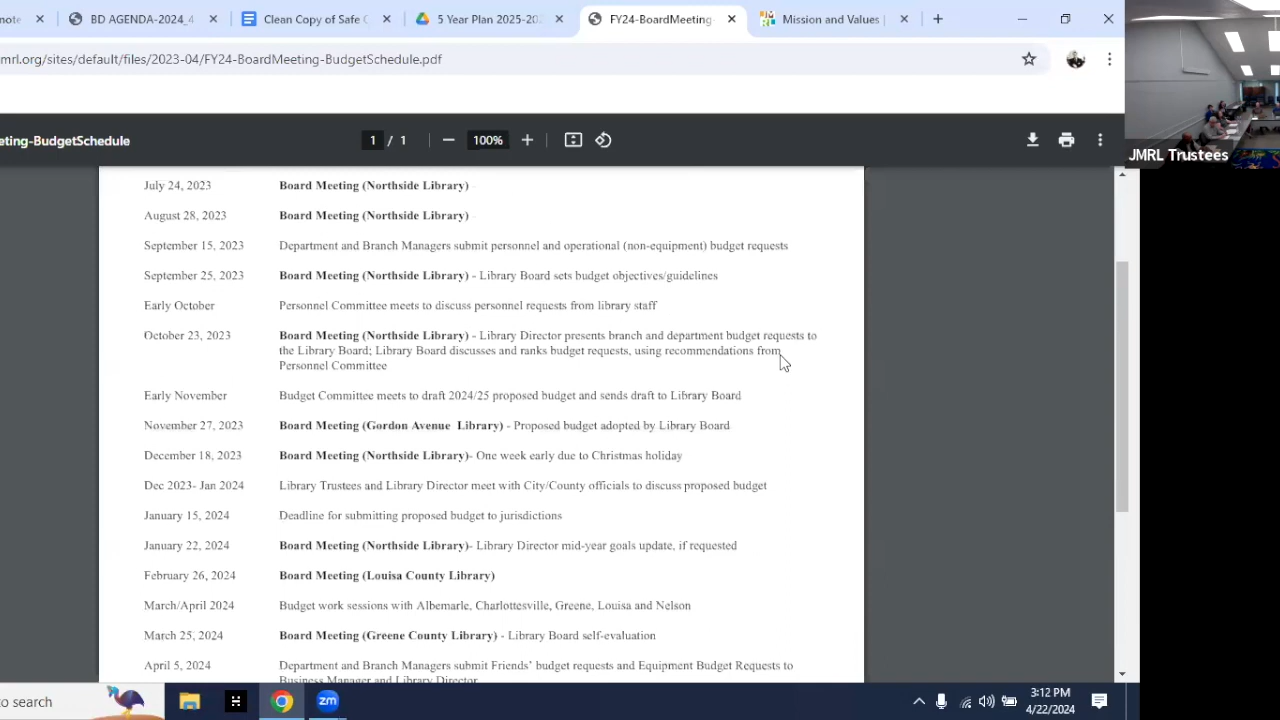 BD AGENDA-2024_4
Clean Copy of Safe C
5 Year Plan 2025-20
FY24-BoardMeeting-
Mission and Values |
mrl.org/sites/default/files/2023-04/FY24-BoardMeeting-BudgetSchedule.pdf
eting-BudgetSchedule
1 / 1
100%
JMRL Trustees
July 24, 2023 Board Meeting (Northside Library)
August 28, 2023 Board Meeting (Northside Library)
September 15, 2023 Department and Branch Managers submit personnel and operational (non-equipment) budget requests
September 25, 2023 Board Meeting (Northside Library) - Library Board sets budget objectives/guidelines
Early October Personnel Committee meets to discuss personnel requests from library staff
October 23, 2023 Board Meeting (Northside Library) - Library Director presents branch and department budget requests to
the Library Board; Library Board discusses and ranks budget requests, using recommendations from
Personnel Committee
Early November Budget Committee meets to draft 2024/25 proposed budget and sends draft to Library Board
November 27, 2023 Board Meeting (Gordon Avenue Library) - Proposed budget adopted by Library Board
December 18, 2023 Board Meeting (Northside Library)- One week early due to Christmas holiday
Dec 2023- Jan 2024 Library Trustees and Library Director meet with City/County officials to discuss proposed budget
January 15, 2024 Deadline for submitting proposed budget to jurisdictions
January 22, 2024 Board Meeting (Northside Library)- Library Director mid-year goals update, if requested
February 26, 2024 Board Meeting (Louisa County Library)
March/April 2024 Budget work sessions with Albemarle, Charlottesville, Greene, Louisa and Nelson
March 25, 2024 Board Meeting (Greene County Library) - Library Board self-evaluation
April 5, 2024 Department and Branch Managers submit Friends' budget requests and Equipment Budget Requests to
Business Manager and Library Director
to search
zm
3:12 PM
4/22/2024